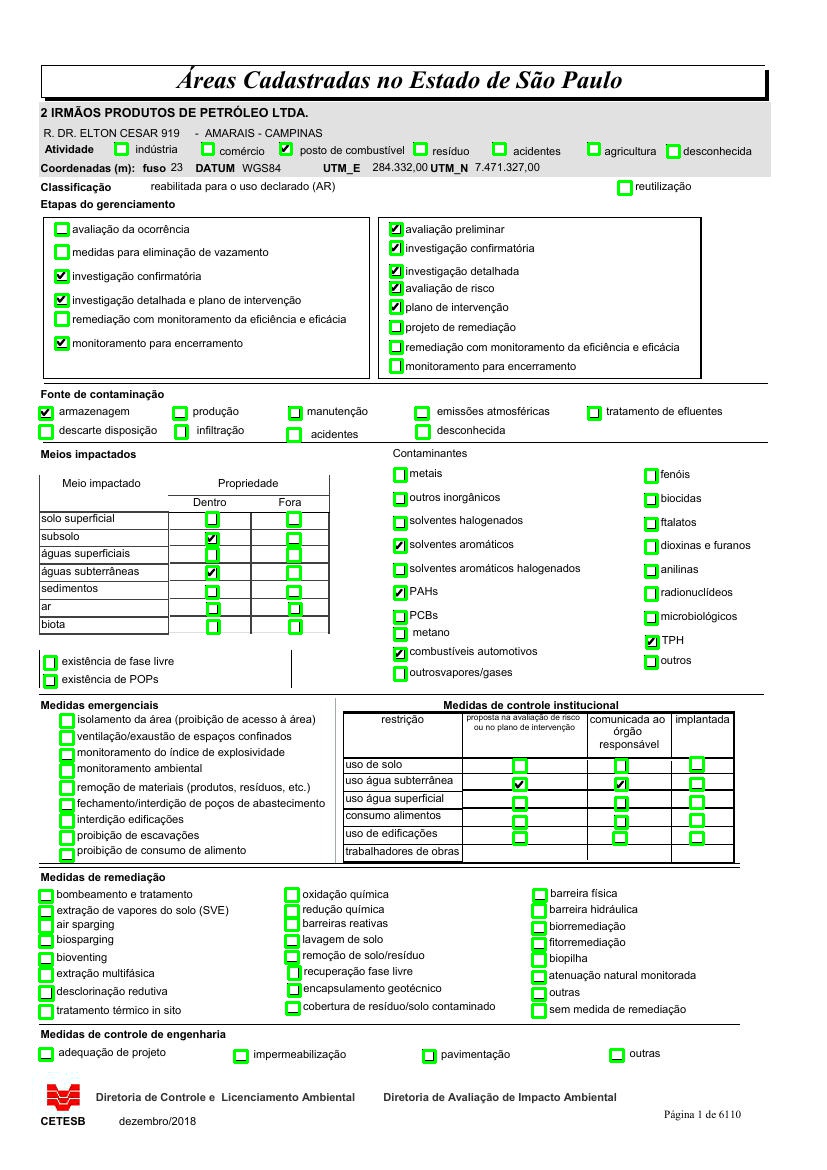 Áreas Cadastradas no Estado de São Paulo
2 IRMÃOS PRODUTOS DE PETRÓLEO LTDA.
R. DR. ELTON CESAR 919 - AMARAIS - CAMPINAS
Atividade indústria comércio posto de combustível resíduo acidentes agricultura desconhecida
Coordenadas (m): fuso 23 DATUM WGS84 UTM_E 284.332,00 UTM_N 7.471.327,00
Classificação reabilitada para o uso declarado (AR) reutilização
Etapas do gerenciamento
avaliação da ocorrência
medidas para eliminação de vazamento
investigação confirmatória
investigação detalhada e plano de intervenção
remediação com monitoramento da eficiência e eficácia
monitoramento para encerramento
avaliação preliminar
investigação confirmatória
investigação detalhada
avaliação de risco
plano de intervenção
projeto de remediação
remediação com monitoramento da eficiência e eficácia
monitoramento para encerramento
Fonte de contaminação
armazenagem produção manutenção emissões atmosféricas tratamento de efluentes
descarte disposição infiltração acidentes desconhecida
Meios impactados
Meio impactado Propriedade
Dentro Fora
solo superficial
subsolo
águas superficiais
águas subterrâneas
sedimentos
ar
biota
existência de fase livre
existência de POPs
Contaminantes
metais
outros inorgânicos
solventes halogenados
solventes aromáticos
solventes aromáticos halogenados
PAHs
PCBs
metano
combustíveis automotivos
outrosvapores/gases
fenóis
biocidas
ftalatos
dioxinas e furanos
anilinas
radionuclídeos
microbiológicos
TPH
outros
Medidas emergenciais
isolamento da área (proibição de acesso à área)
ventilação/exaustão de espaços confinados
monitoramento do índice de explosividade
monitoramento ambiental
remoção de materiais (produtos, resíduos, etc.)
fechamento/interdição de poços de abastecimento
interdição edificações
proibição de escavações
proibição de consumo de alimento
Medidas de controle institucional
restrição proposta na avaliação de risco comunicada ao implantada
ou no plano de intervenção órgão
responsável
uso de solo
uso água subterrânea
uso água superficial
consumo alimentos
uso de edificações
trabalhadores de obras
Medidas de remediação
bombeamento e tratamento
extração de vapores do solo (SVE)
air sparging
biosparging
bioventing
extração multifásica
desclorinação redutiva
tratamento térmico in sito
oxidação química
redução química
barreiras reativas
lavagem de solo
remoção de solo/resíduo
recuperação fase livre
encapsulamento geotécnico
cobertura de resíduo/solo contaminado
barreira física
barreira hidráulica
biorremediação
fitorremediação
biopilha
atenuação natural monitorada
outras
sem medida de remediação
Medidas de controle de engenharia
adequação de projeto impermeabilização pavimentação outras
Diretoria de Controle e Licenciamento Ambiental Diretoria de Avaliação de Impacto Ambiental
CETESB dezembro/2018 Página 1 de 6110